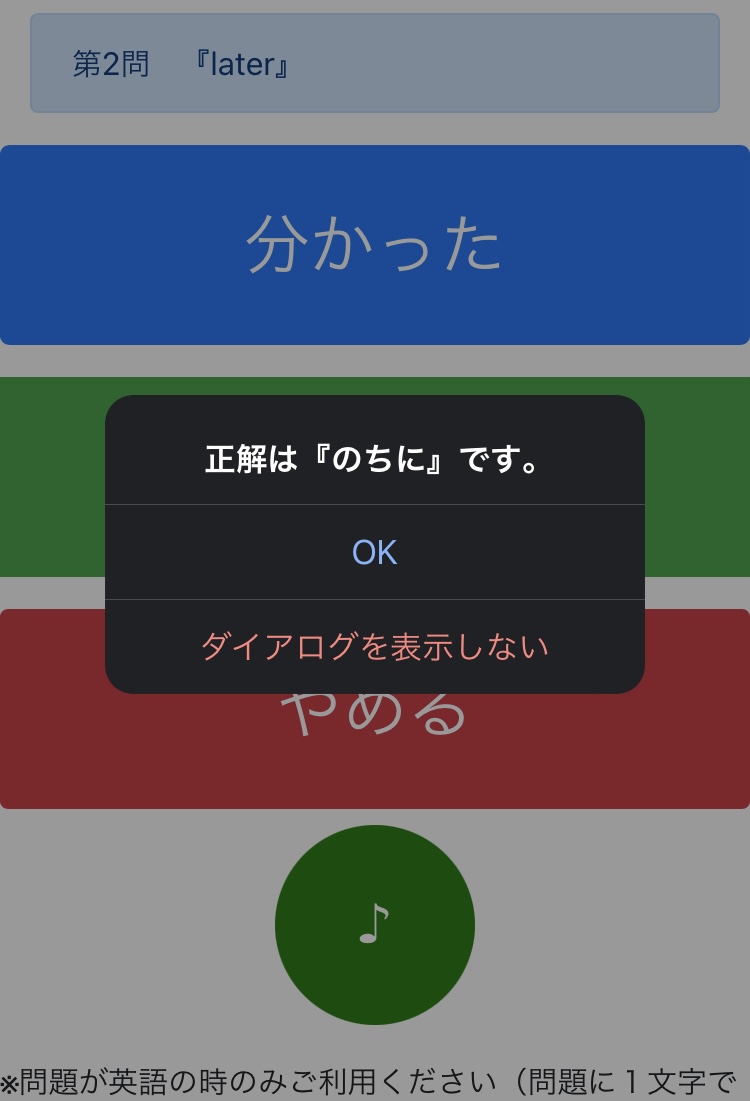 第2問　『later』
分かった
正解は『のちに』です。
OK
ダイアログを表示しない
やめる
♪
※問題が英語の時のみご利用ください（問題に１文字で